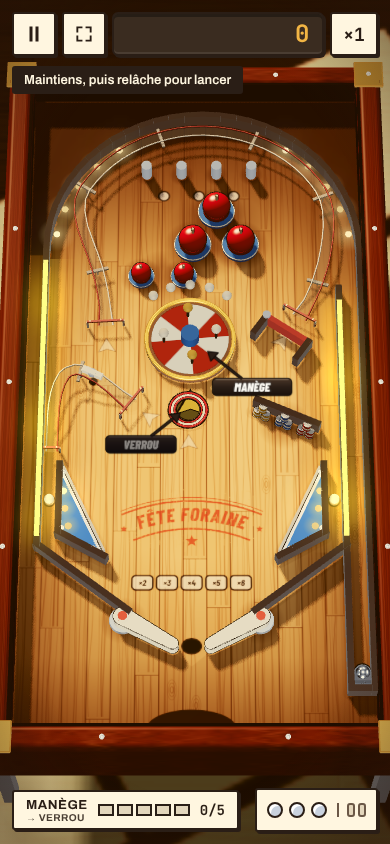 0
×1
Maintiens, puis relâche pour lancer
MANÈGE
VERROU
FÊTE FORAINE
×2 ×3 ×4 ×5 ×8
MANÈGE
→ VERROU
0/5